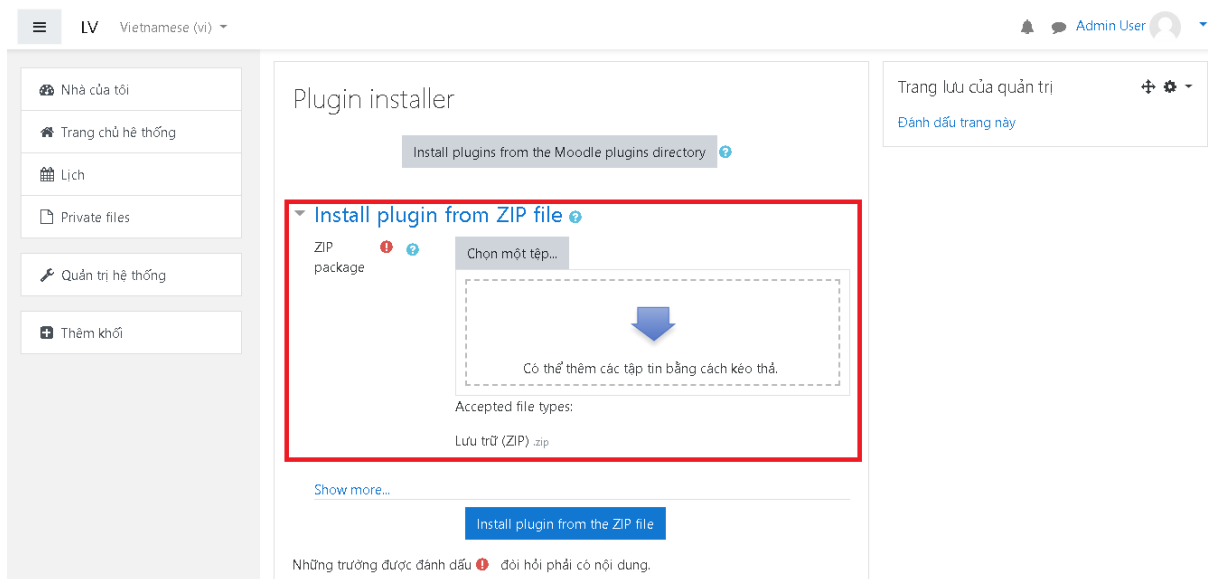 LV Vietnamese (vi)
Admin User
Nhà của tôi
Trang chủ hệ thống
Lịch
Private files
Quản trị hệ thống
Thêm khối
Plugin installer
Install plugins from the Moodle plugins directory
Install plugin from ZIP file
ZIP package
Chọn một tệp...
Có thể thêm các tập tin bằng cách kéo thả.
Accepted file types:
Lưu trữ (ZIP) .zip
Show more...
Install plugin from the ZIP file
Những trường được đánh dấu đòi hỏi phải có nội dung.
Trang lưu của quản trị
Đánh dấu trang này